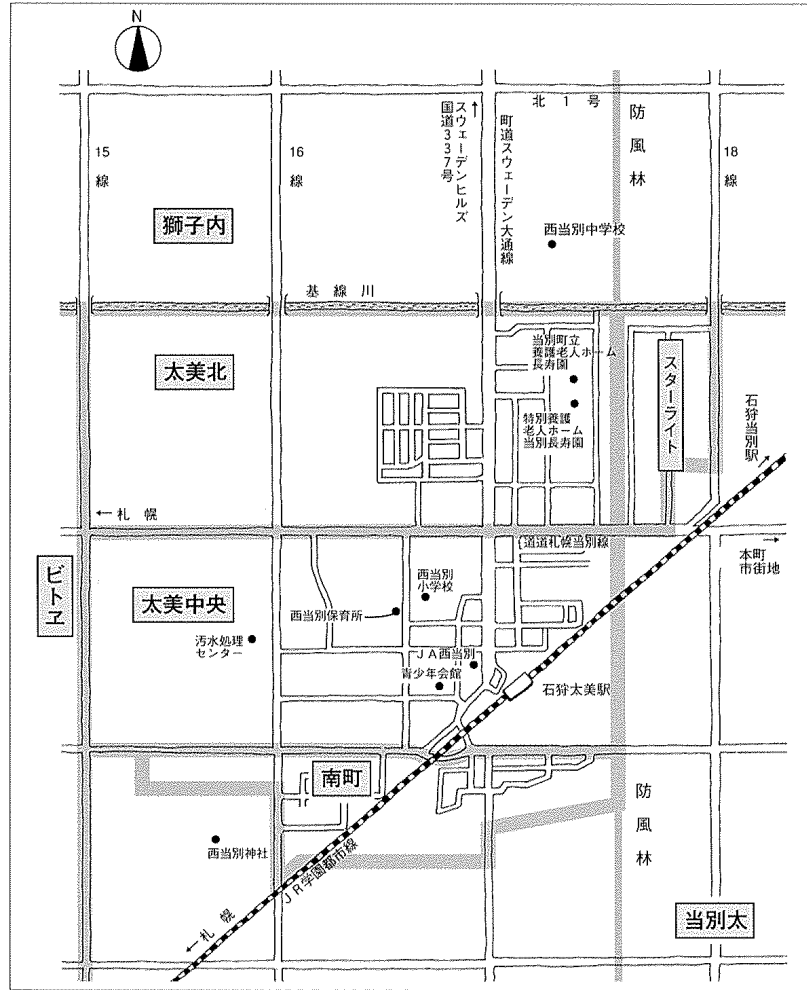 N
北1号
スウェーデンヒルズ
国道337号
町道スウェーデン大通線
防風林
15線
16線
18線
獅子内
西当別中学校
基線川
太美北
当別町立
養護老人ホーム
長寿園
特別養護
老人ホーム
当別長寿園
スターライト
石狩当別駅
←札幌
道道札幌当別線
本町
市街地
ビトヱ
太美中央
西当別
小学校
西当別保育所
汚水処理
センター
JA西当別
青少年会館
石狩太美駅
南町
防風林
西当別神社
JR学園都市線
←札幌
当別太